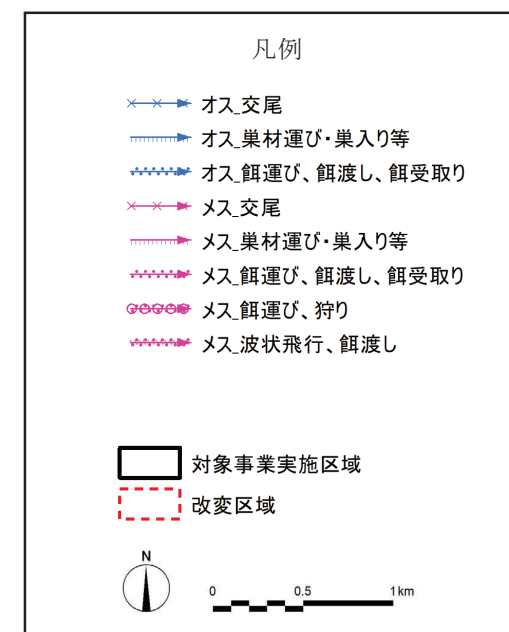 凡例
オス_交尾
オス_巣材運び・巣入り等
オス_餌運び、餌渡し、餌受取り
メス_交尾
メス_巣材運び・巣入り等
メス_餌運び、餌渡し、餌受取り
メス_餌運び、狩り
メス_波状飛行、餌渡し
対象事業実施区域
改変区域
N
0 0.5 1km